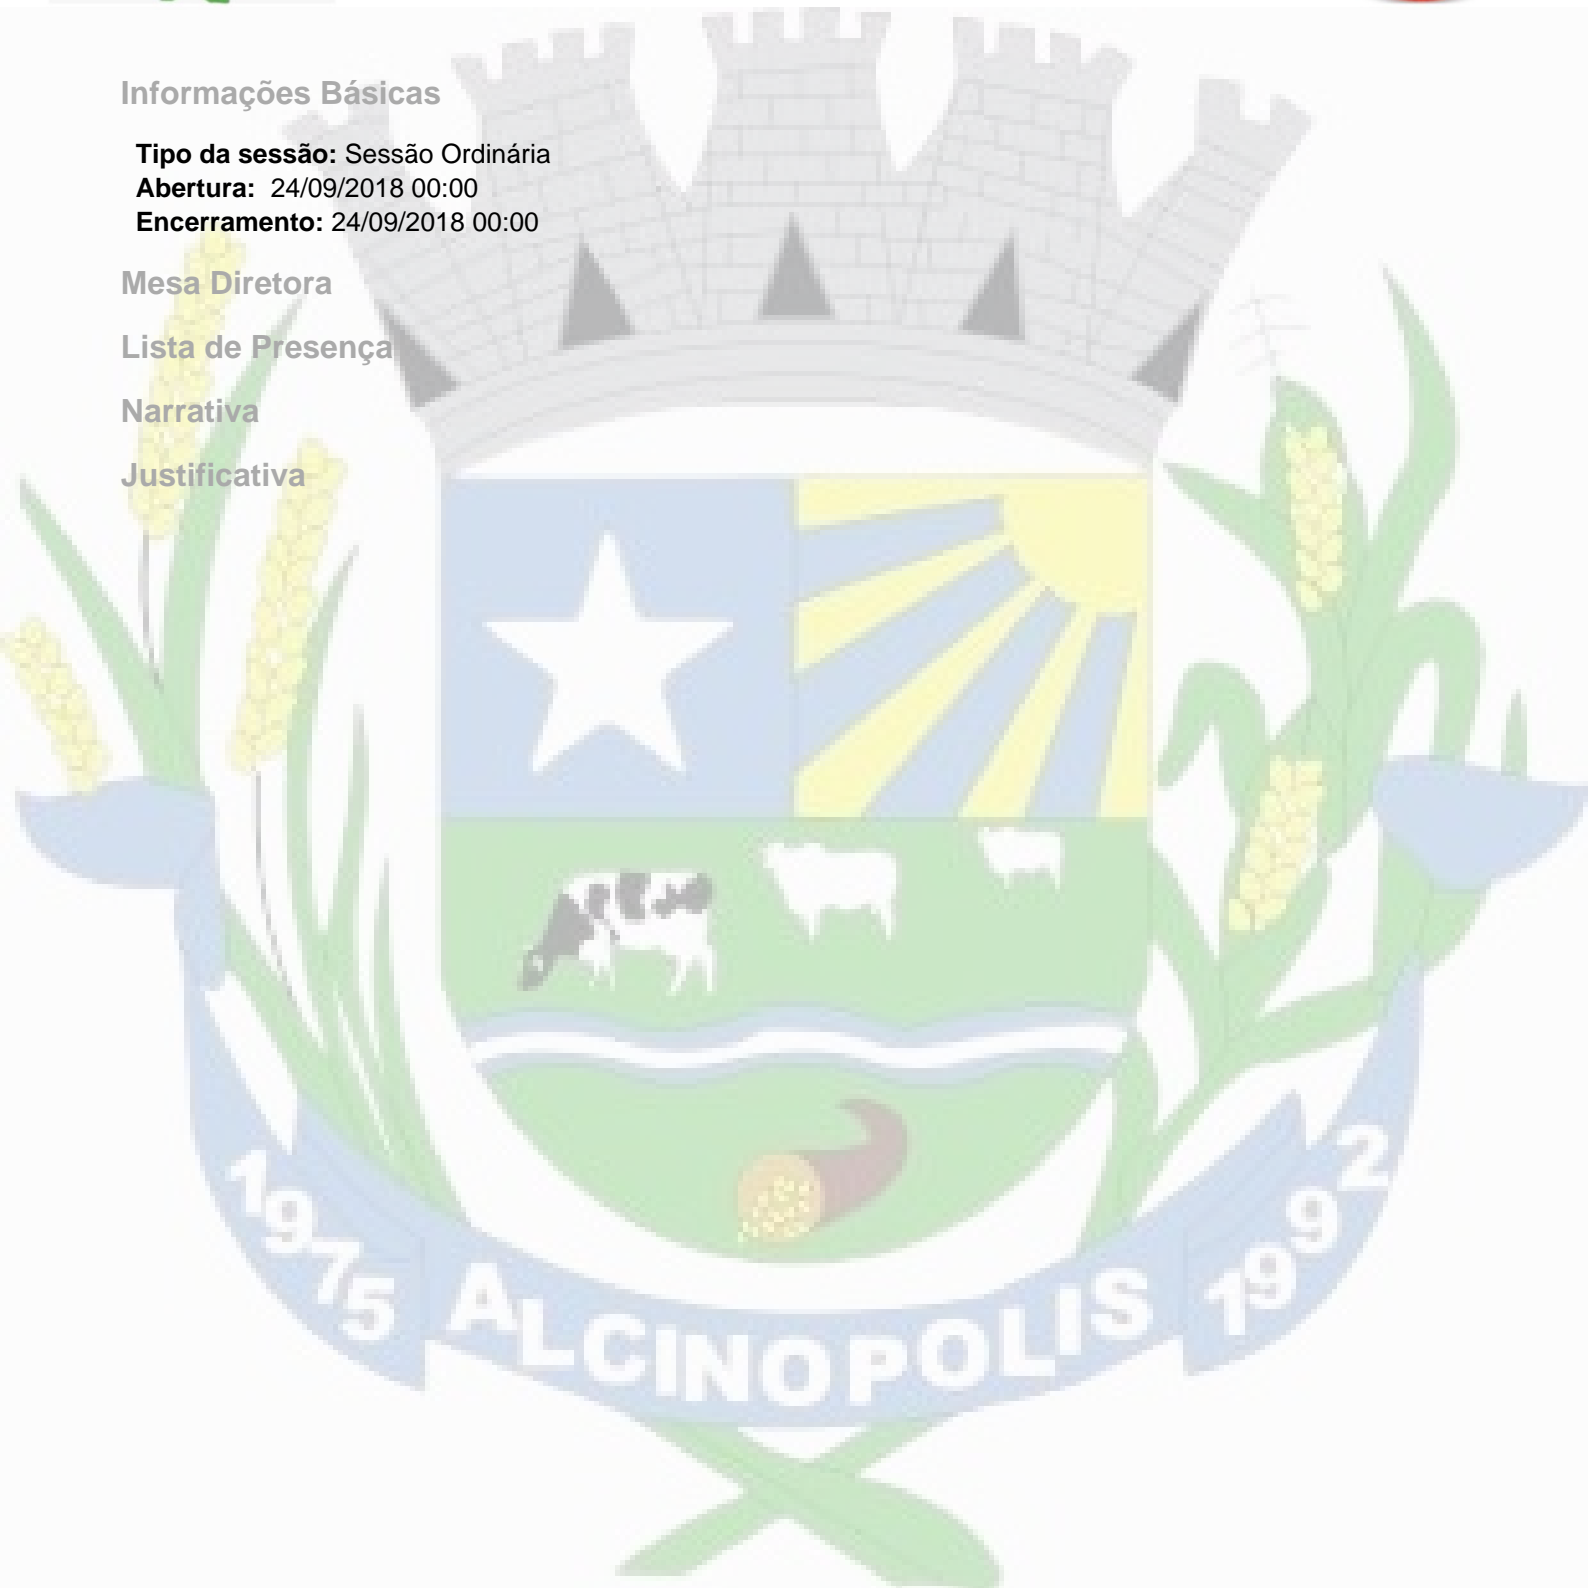 Informações Básicas
Tipo da sessão: Sessão Ordinária
Abertura: 24/09/2018 00:00
Encerramento: 24/09/2018 00:00
Mesa Diretora
Lista de Presença
Narrativa
Justificativa
1975 ALCINOPOLIS 1992